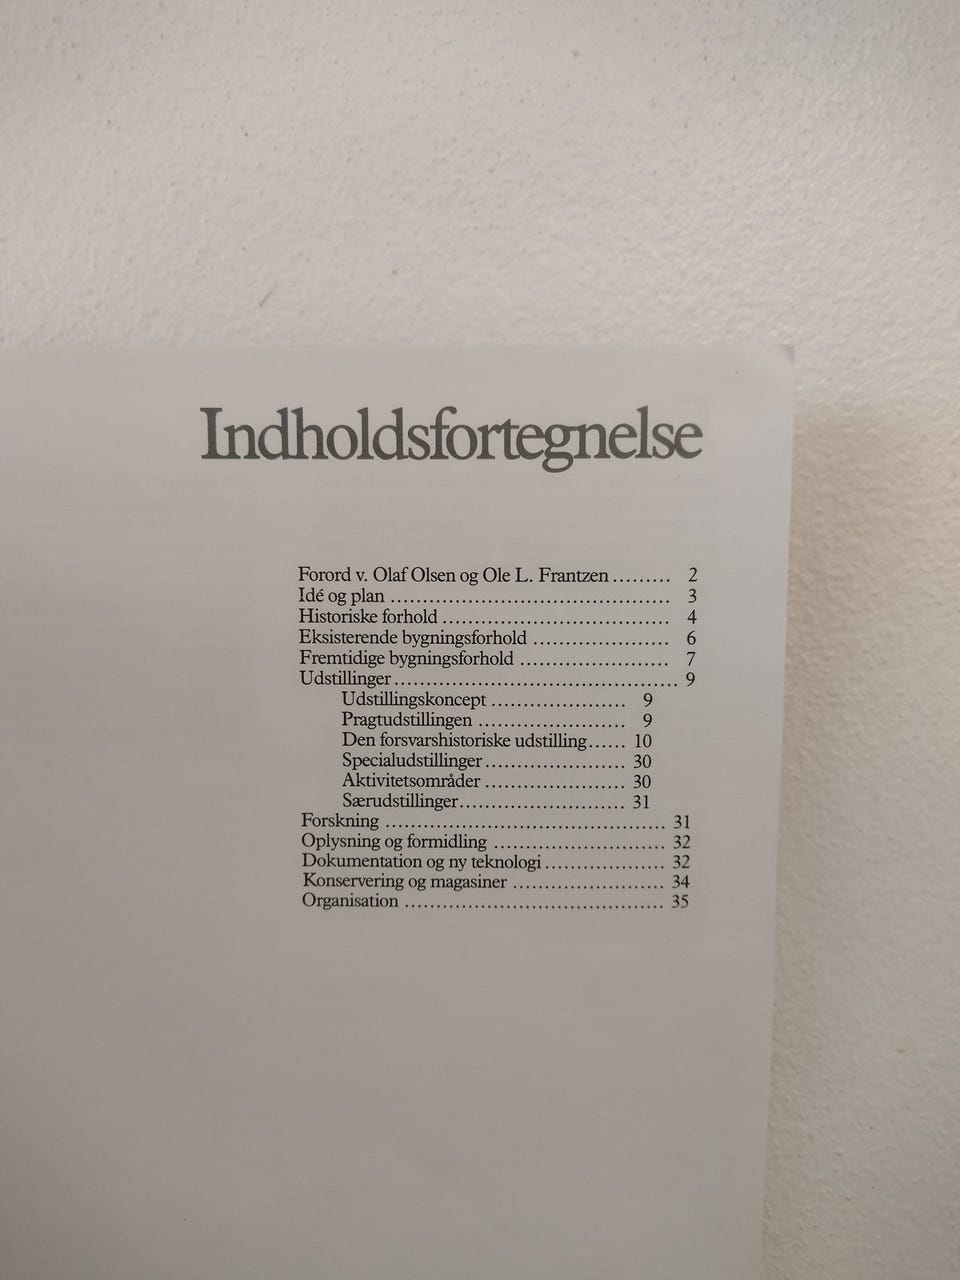 Indholdsfortegnelse
Forord v. Olaf Olsen og Ole L. Frantzen ......... 2
Idé og plan ............................................ 3
Historiske forhold .................................... 4
Eksisterende bygningsforhold ...................... 6
Fremtidige bygningsforhold ........................ 7
Udstillinger ............................................. 9
Udstillingskoncept ..................... 9
Pragtudstillingen ....................... 9
Den forsvarshistoriske udstilling...... 10
Specialudstillinger ...................... 30
Aktivitetsområder ...................... 30
Særudstillinger.......................... 31
Forskning ............................................ 31
Oplysning og formidling ........................... 32
Dokumentation og ny teknologi ................... 32
Konservering og magasiner ........................ 34
Organisation ......................................... 35